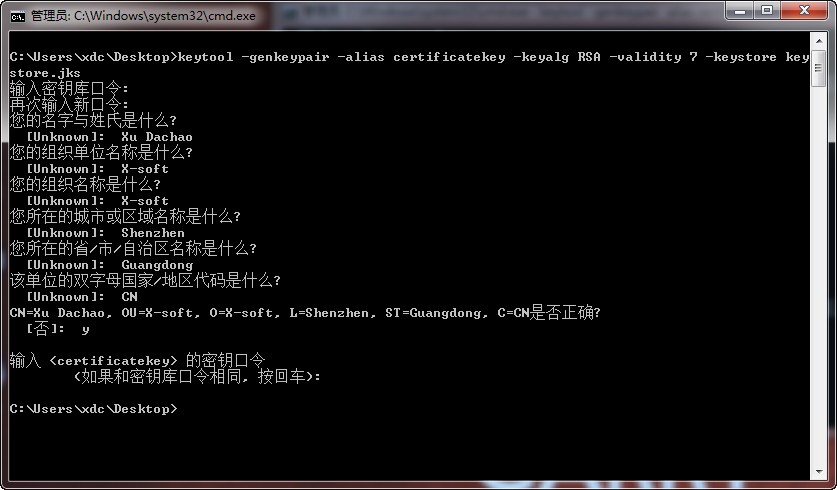 管理员: C:\Windows\system32\cmd.exe
C:\Users\xdc\Desktop>keytool -genkeypair -alias certificatekey -keyalg RSA -validity 7 -keystore key
store.jks
输入密钥库口令:
再次输入新口令:
您的名字与姓氏是什么?
[Unknown]:  Xu Dachao
您的组织单位名称是什么?
[Unknown]:  X-soft
您的组织名称是什么?
[Unknown]:  X-soft
您所在的城市或区域名称是什么?
[Unknown]:  Shenzhen
您所在的省/市/自治区名称是什么?
[Unknown]:  Guangdong
该单位的双字母国家/地区代码是什么?
[Unknown]:  CN
CN=Xu Dachao, OU=X-soft, O=X-soft, L=Shenzhen, ST=Guangdong, C=CN是否正确?
[否]:  y
输入 <certificatekey> 的密钥口令
(如果和密钥库口令相同, 按回车):
C:\Users\xdc\Desktop>